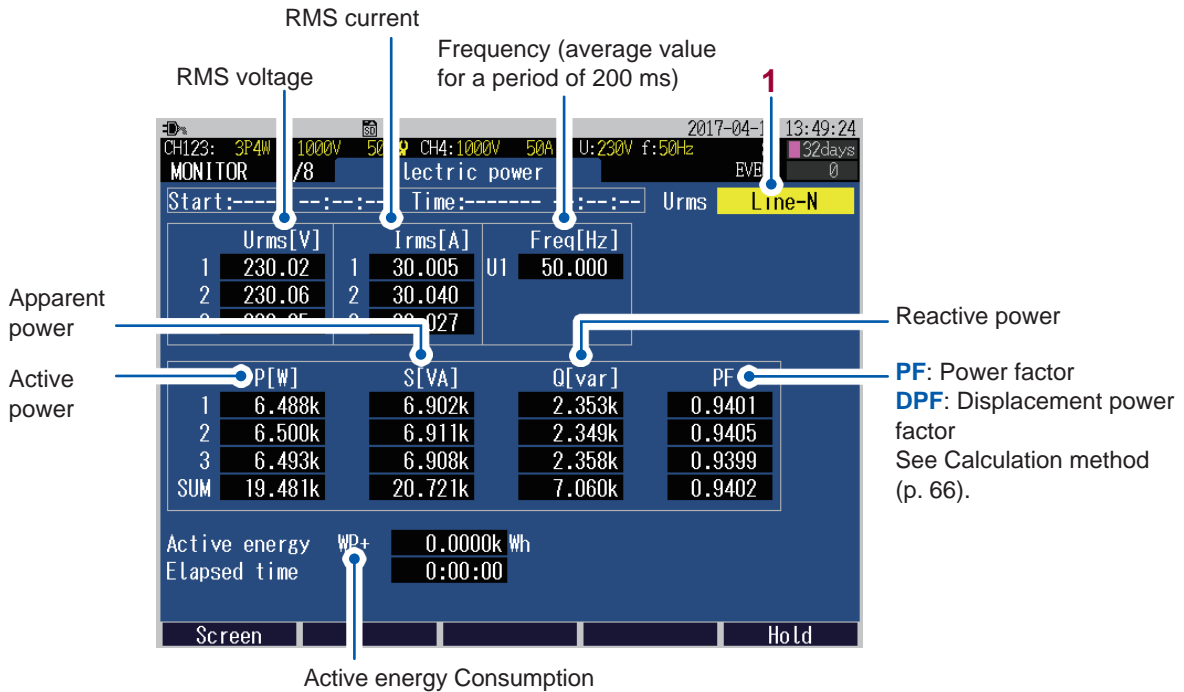 RMS current
Frequency (average value
for a period of 200 ms)
RMS voltage
1
SD
2017-04-1 13:49:24
CH123: 3P4W 1000V 50 CH4:1000V 50A U:230V f:50Hz 32days
MONITOR /8 lectric power EVE 0
Start:----- --:--:-- Time:------- --:--:-- Urms Line-N
Urms[V] Irms[A] Freq[Hz]
1 230.02 1 30.005 U1 50.000
2 230.06 2 30.040
Apparent
power
Reactive power
P[W] S[VA] Q[var] PF
Active
power
PF: Power factor
DPF: Displacement power
factor
See Calculation method
(p. 66).
1 6.488k 6.902k 2.353k 0.9401
2 6.500k 6.911k 2.349k 0.9405
3 6.493k 6.908k 2.358k 0.9399
SUM 19.481k 20.721k 7.060k 0.9402
Active energy WP+ 0.0000k Wh
Elapsed time 0:00:00
Screen Hold
Active energy Consumption